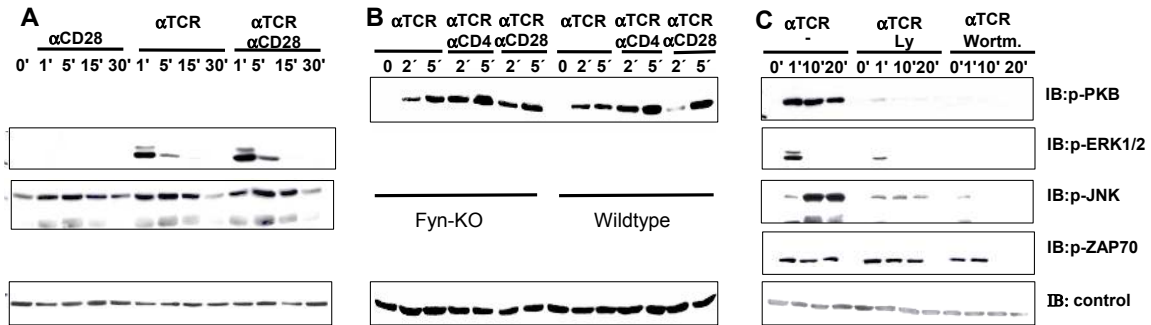 A
αCD28
αTCR
αTCR
αCD28
0' 1' 5' 15' 30' 1' 5' 15' 30' 1' 5' 15' 30'
B
αTCR αTCR αTCR
αCD4 αCD28
αTCR αTCR αTCR
αCD4 αCD28
0 2´ 5´ 2´ 5´ 2´ 5´ 0 2´ 5´ 2´ 5´ 2´ 5´
Fyn-KO
Wildtype
C
αTCR
-
αTCR
Ly
αTCR
Wortm.
0' 1'10'20' 0' 1' 10'20' 0'1'10' 20'
IB:p-PKB
IB:p-ERK1/2
IB:p-JNK
IB:p-ZAP70
IB: control